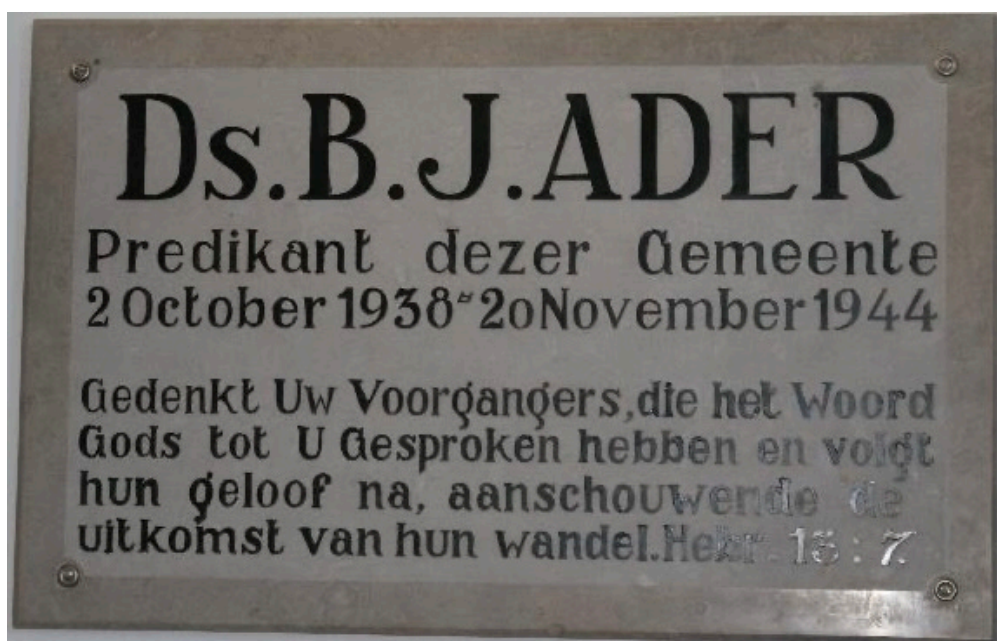 Ds. B. J. ADER
Predikant dezer Gemeente
2 October 1938 - 20 November 1944
Gedenkt Uw Voorgangers, die het Woord
Gods tot U Gesproken hebben en volgt
hun geloof na, aanschouwende de
uitkomst van hun wandel. Hebr. 13 : 7.